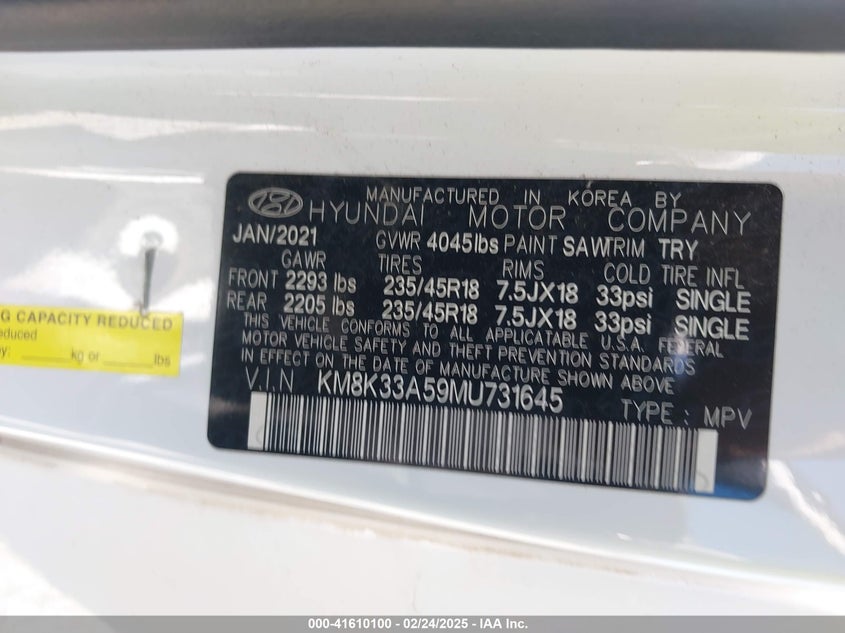 MANUFACTURED IN KOREA BY
HYUNDAI MOTOR COMPANY
JAN/2021 GVWR 4045lbs PAINT SAW TRIM TRY
GAWR TIRES RIMS COLD TIRE INFL
FRONT 2293 lbs 235/45R18 7.5JX18 33psi SINGLE
REAR 2205 lbs 235/45R18 7.5JX18 33psi SINGLE
THIS VEHICLE CONFORMS TO ALL APPLICATABLE U.S.A. FEDERAL
MOTOR VEHICLE SAFETY AND THEFT PREVENTION STANDARDS
IN EFFECT ON THE DATE OF MANUFACTURE SHOWN ABOVE
V.I.N KM8K33A59MU731645
TYPE : MPV
G CAPACITY REDUCED
educed
y: ______kg or ________lbs
000-41610100 - 02/24/2025 - IAA Inc.